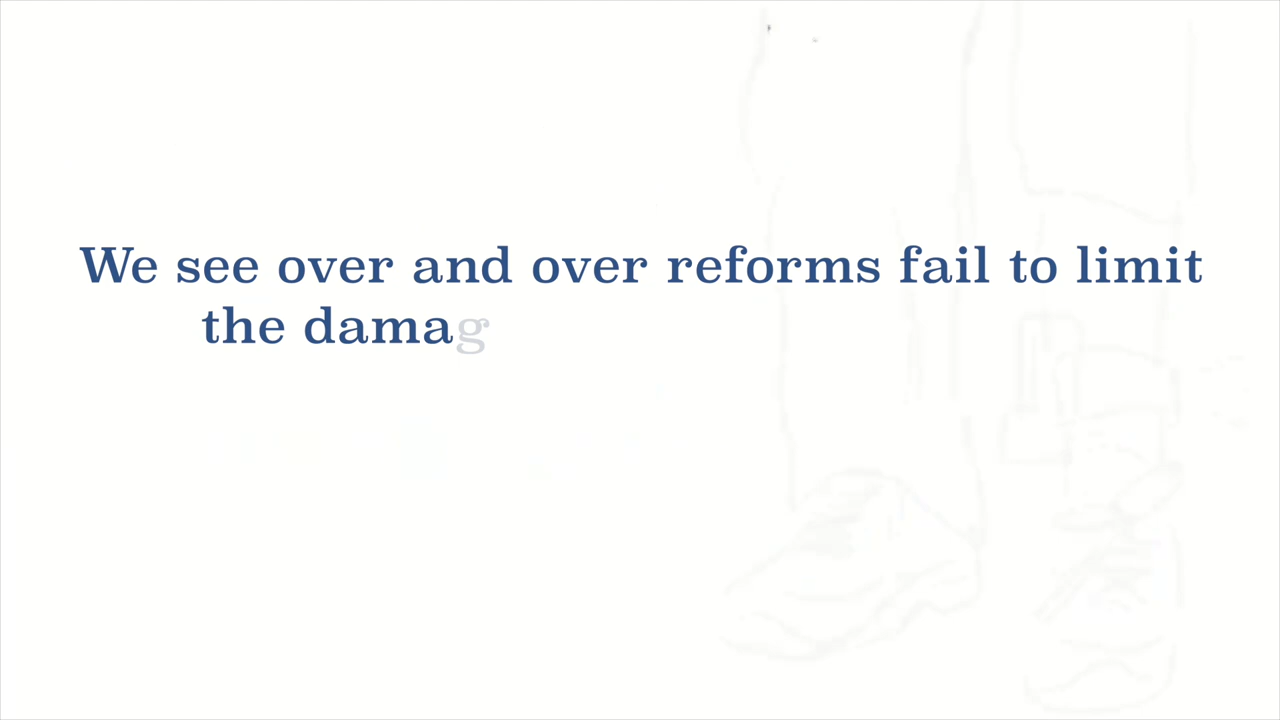 We see over and over reforms fail to limit
the damag